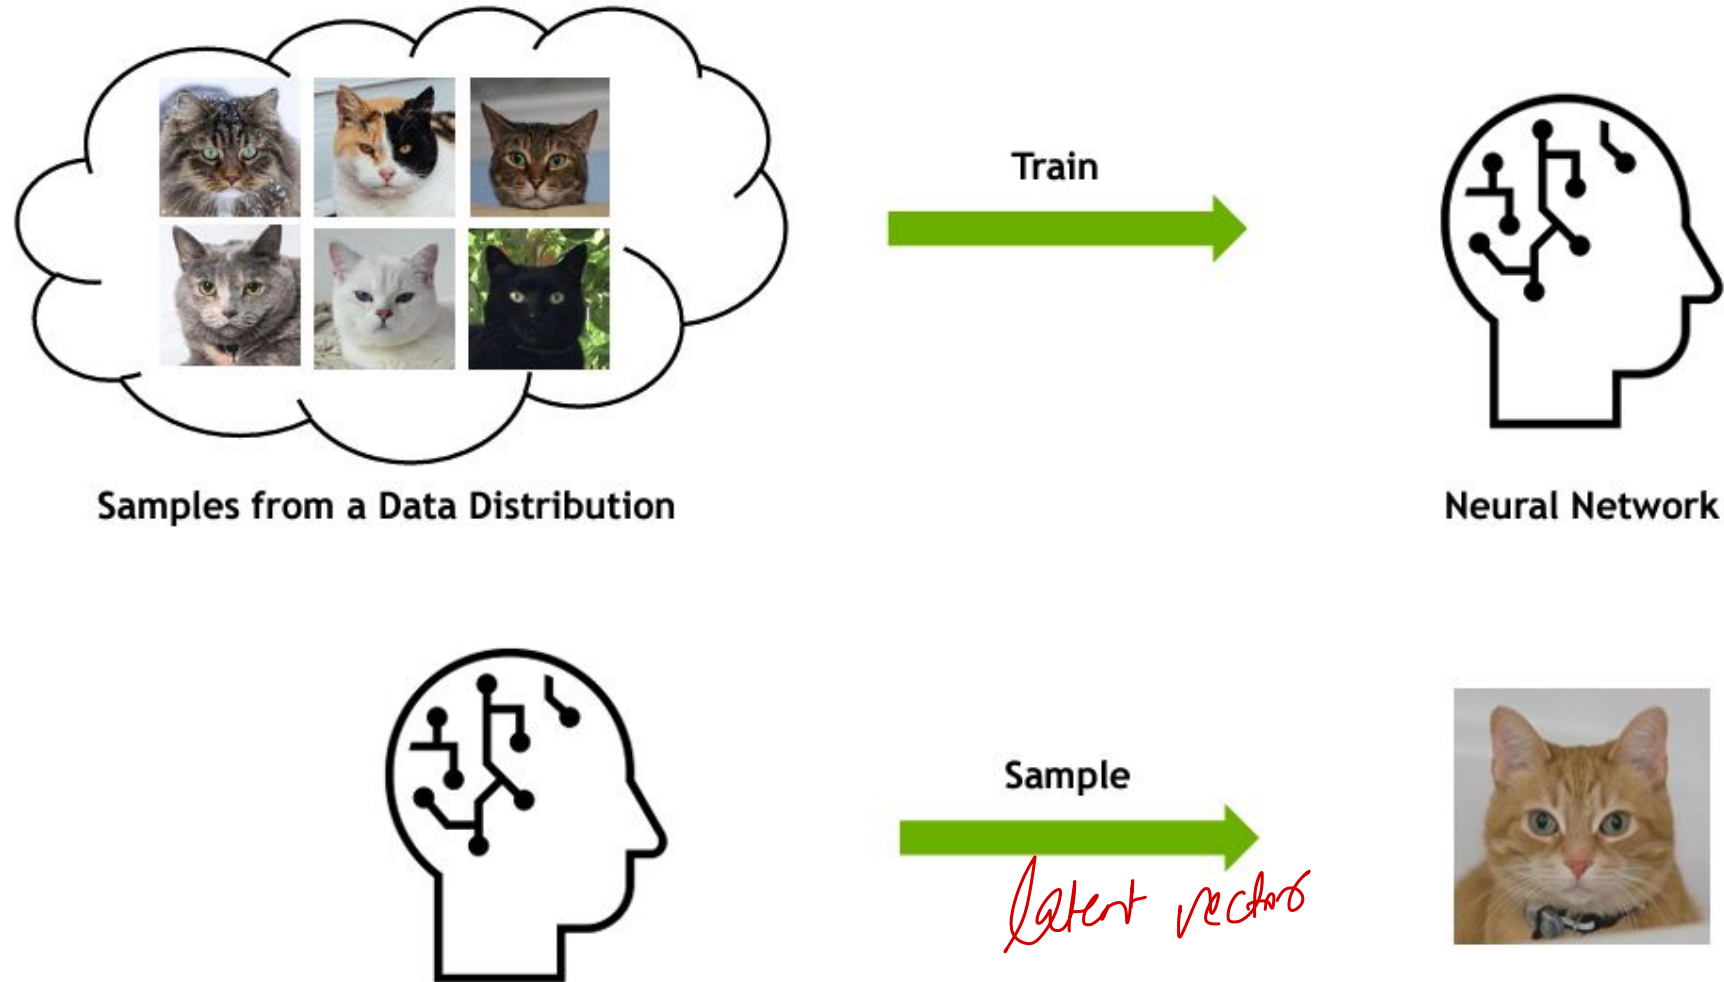 Train
Samples from a Data Distribution
Neural Network
Sample
latent vector